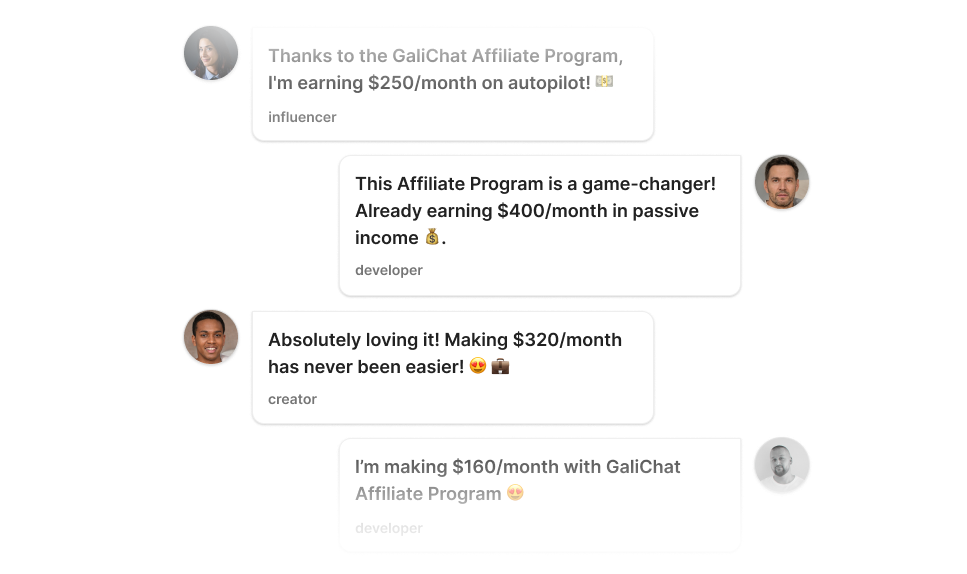 Thanks to the GaliChat Affiliate Program,
I'm earning $250/month on autopilot! 💵
influencer
This Affiliate Program is a game-changer!
Already earning $400/month in passive
income 💰.
developer
Absolutely loving it! Making $320/month
has never been easier! 😍 💼
creator
I’m making $160/month with GaliChat
Affiliate Program 😍
developer